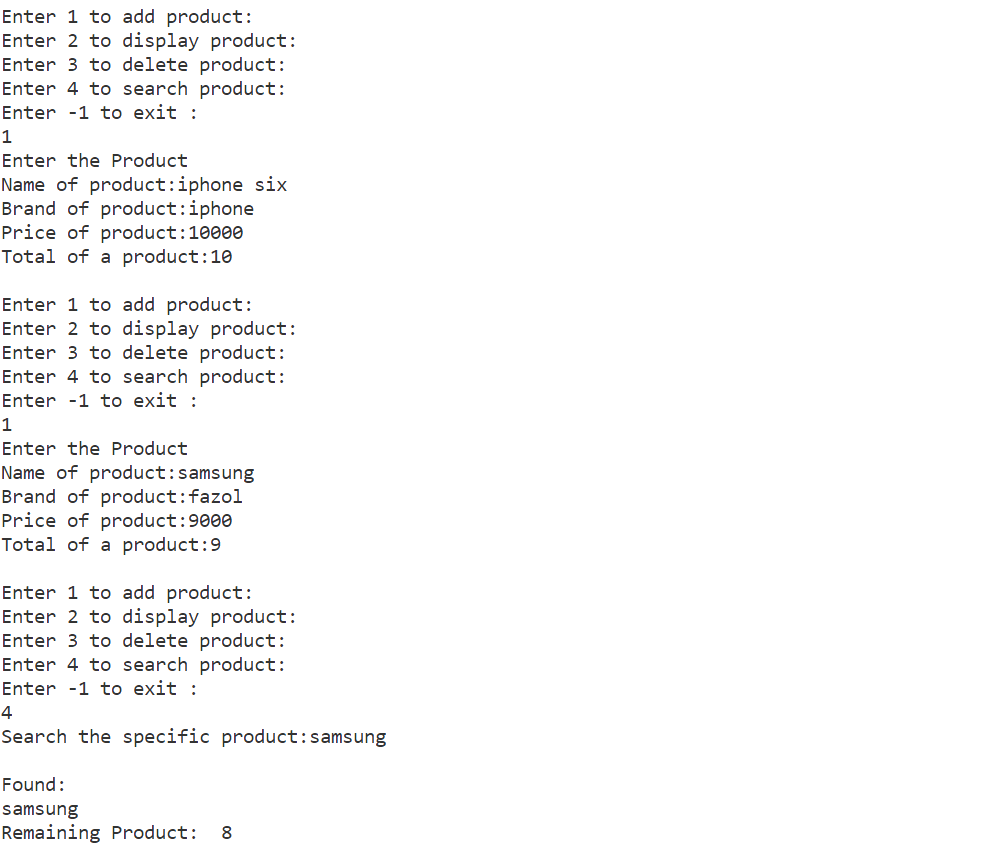 Enter 1 to add product:
Enter 2 to display product:
Enter 3 to delete product:
Enter 4 to search product:
Enter -1 to exit :
1
Enter the Product
Name of product:iphone six
Brand of product:iphone
Price of product:10000
Total of a product:10
Enter 1 to add product:
Enter 2 to display product:
Enter 3 to delete product:
Enter 4 to search product:
Enter -1 to exit :
1
Enter the Product
Name of product:samsung
Brand of product:fazol
Price of product:9000
Total of a product:9
Enter 1 to add product:
Enter 2 to display product:
Enter 3 to delete product:
Enter 4 to search product:
Enter -1 to exit :
4
Search the specific product:samsung
Found:
samsung
Remaining Product:  8